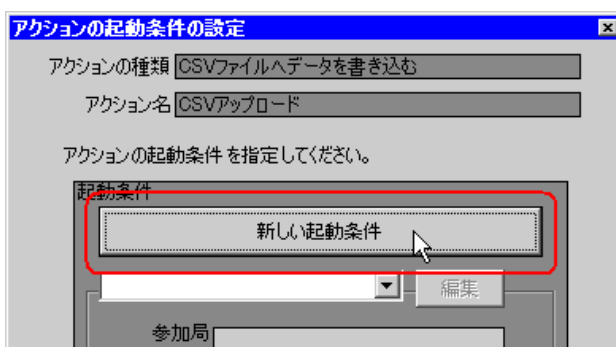 アクションの起動条件の設定
アクションの種類 CSVファイルへデータを書き込む
アクション名 CSVアップロード
アクションの起動条件を指定してください。
起動条件
新しい起動条件
編集
参加局